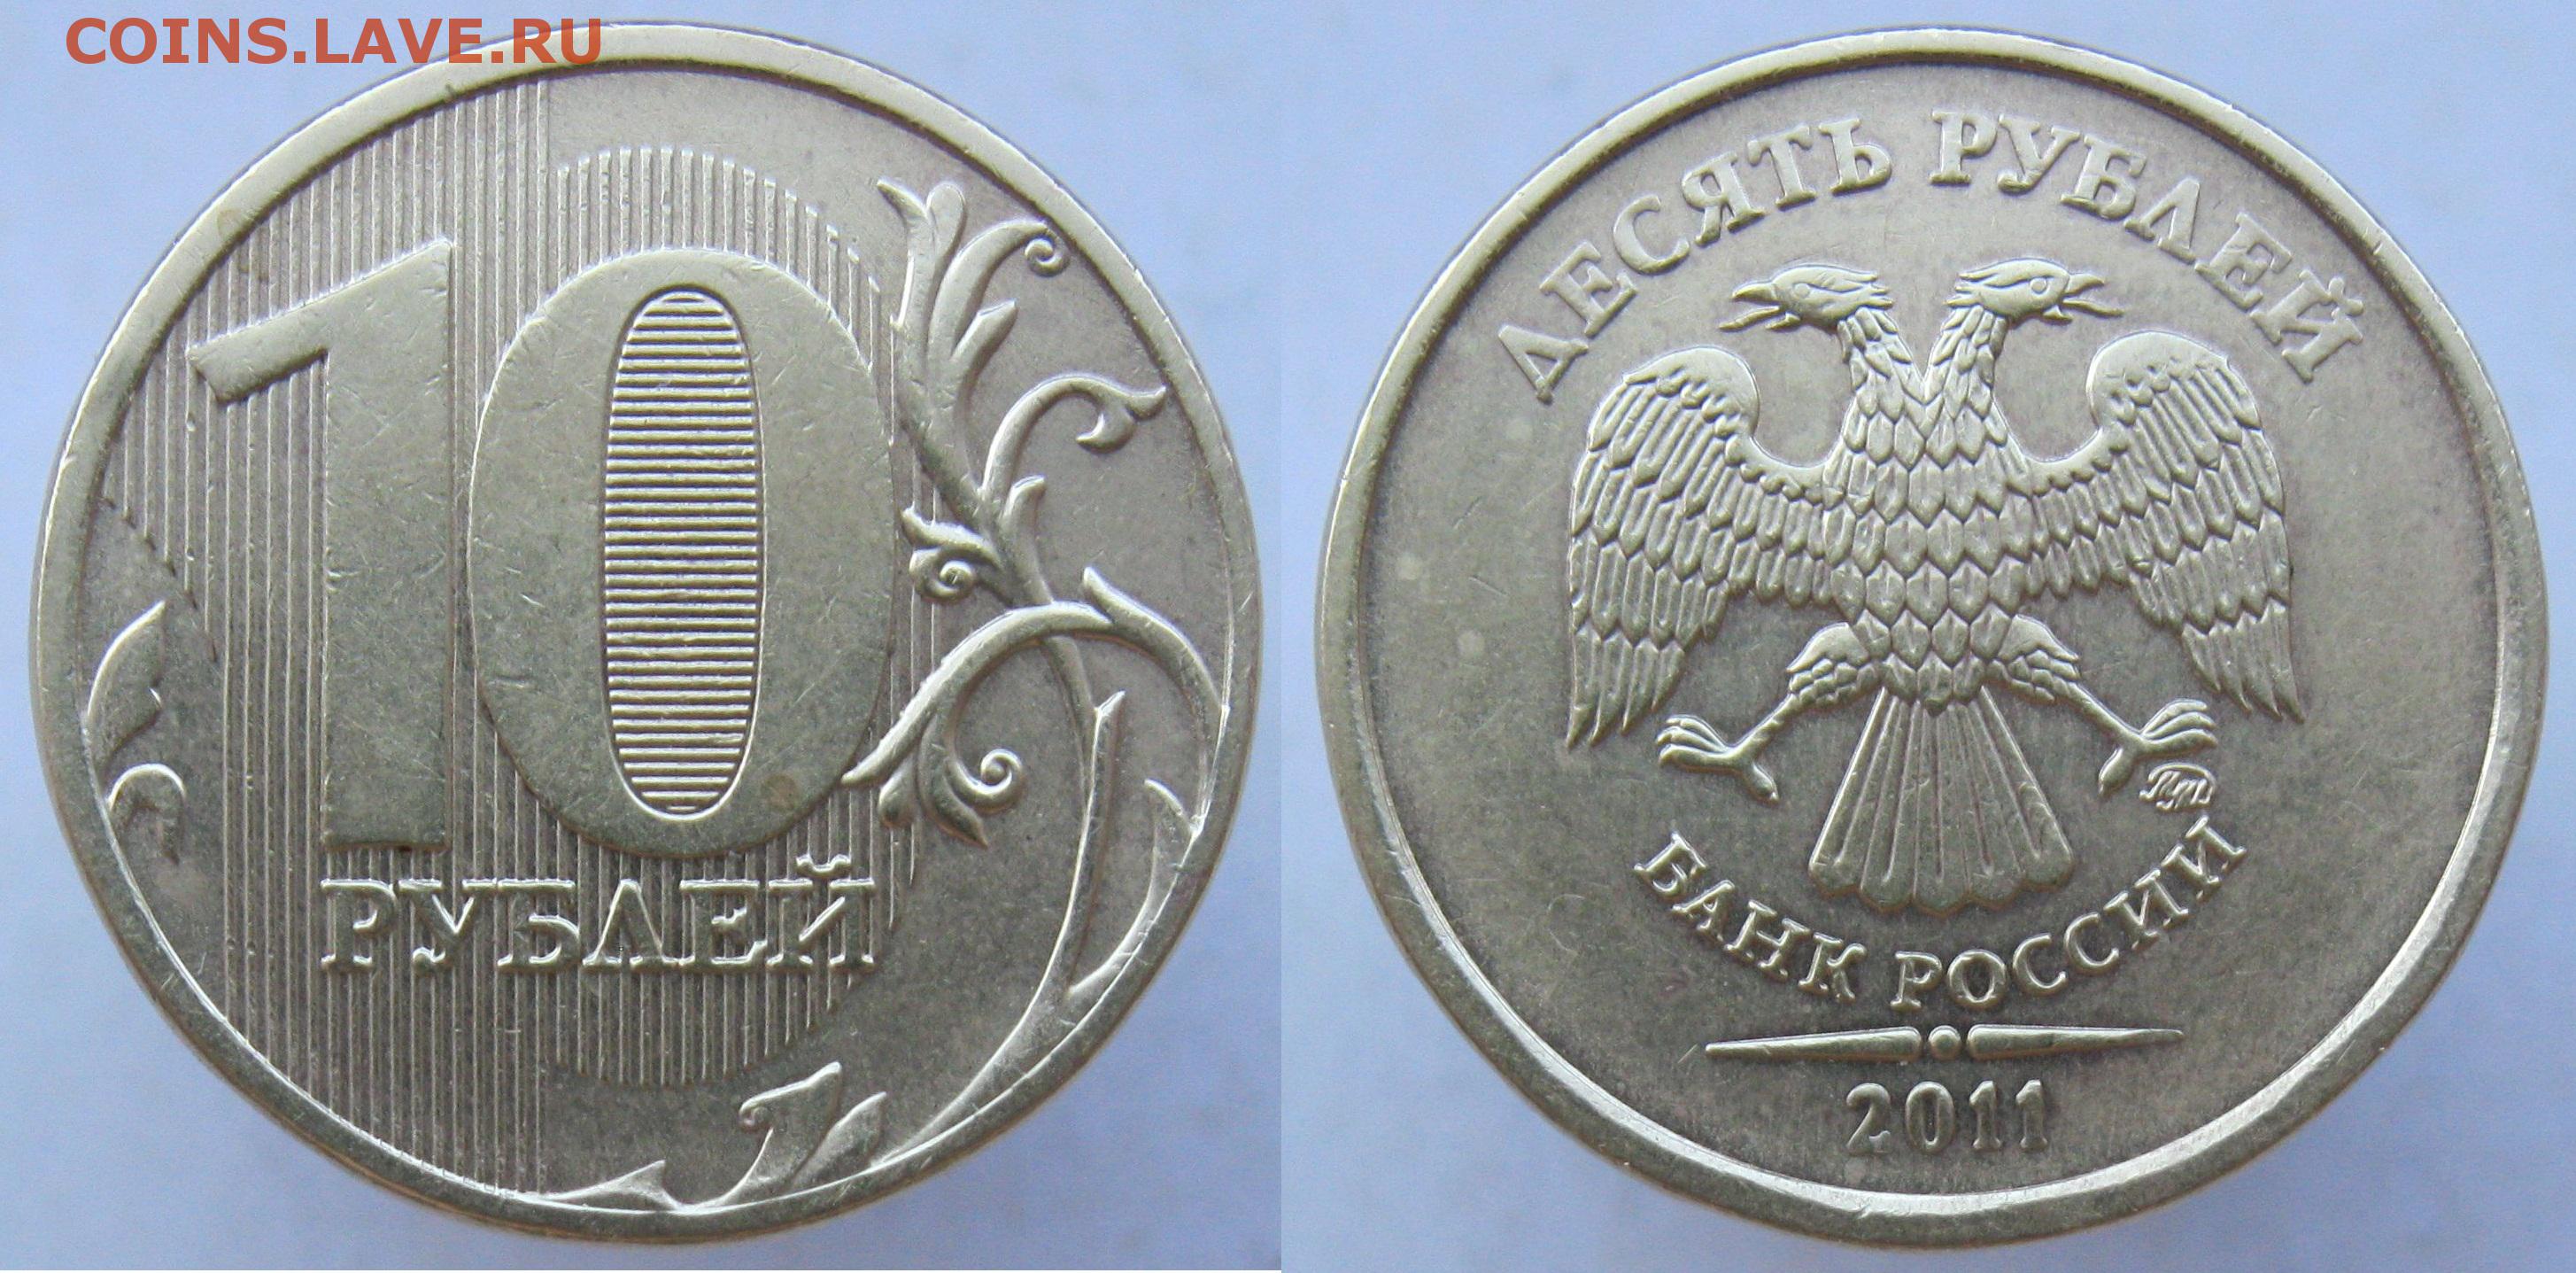 COINS.LAVE.RU
10
РУБЛЕЙ
ДЕСЯТЬ РУБЛЕЙ
БАНК РОССИИ
2011